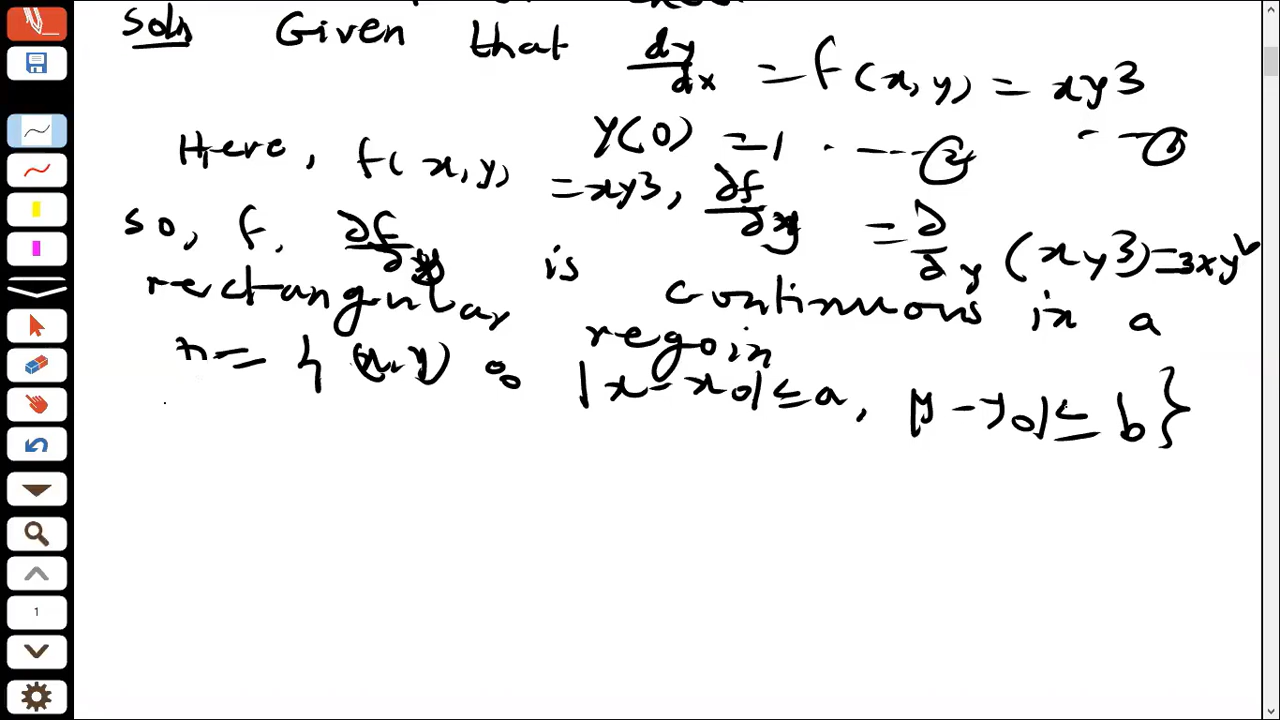 Soln Given that dy/dx = f(x, y) = xy3
y(0) = 1 . ---- ② . -- ①
Here, f(x, y) = xy3, ∂f/∂y = ∂/∂y (xy3) = 3xy²
So, f, ∂f/∂y is continuous in a
rectangular regoin
= { (x, y) : |x - x0| ≤ a, |y - y0| ≤ b }
1